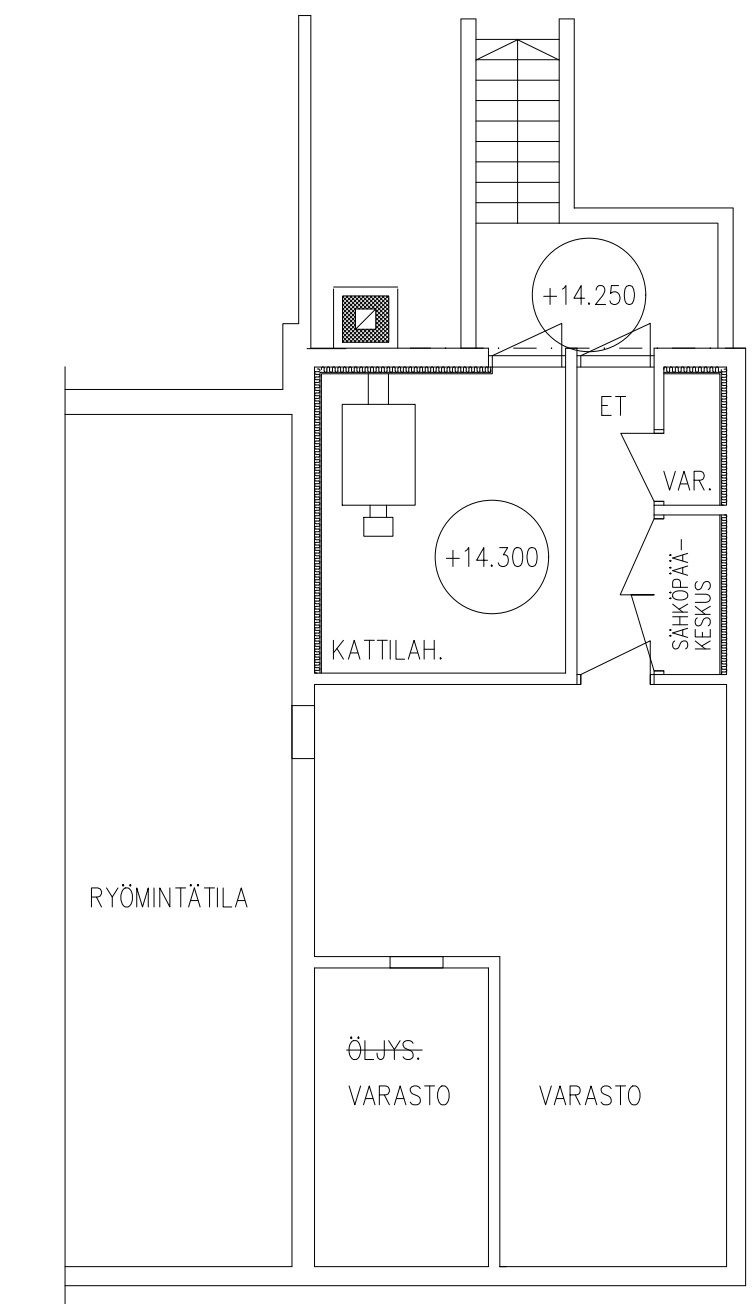 +14.250
ET
VAR.
+14.300
SÄHKÖPÄÄ-
KESKUS
KATTILAH.
RYÖMINTÄTILA
ÖLJYS.
VARASTO
VARASTO